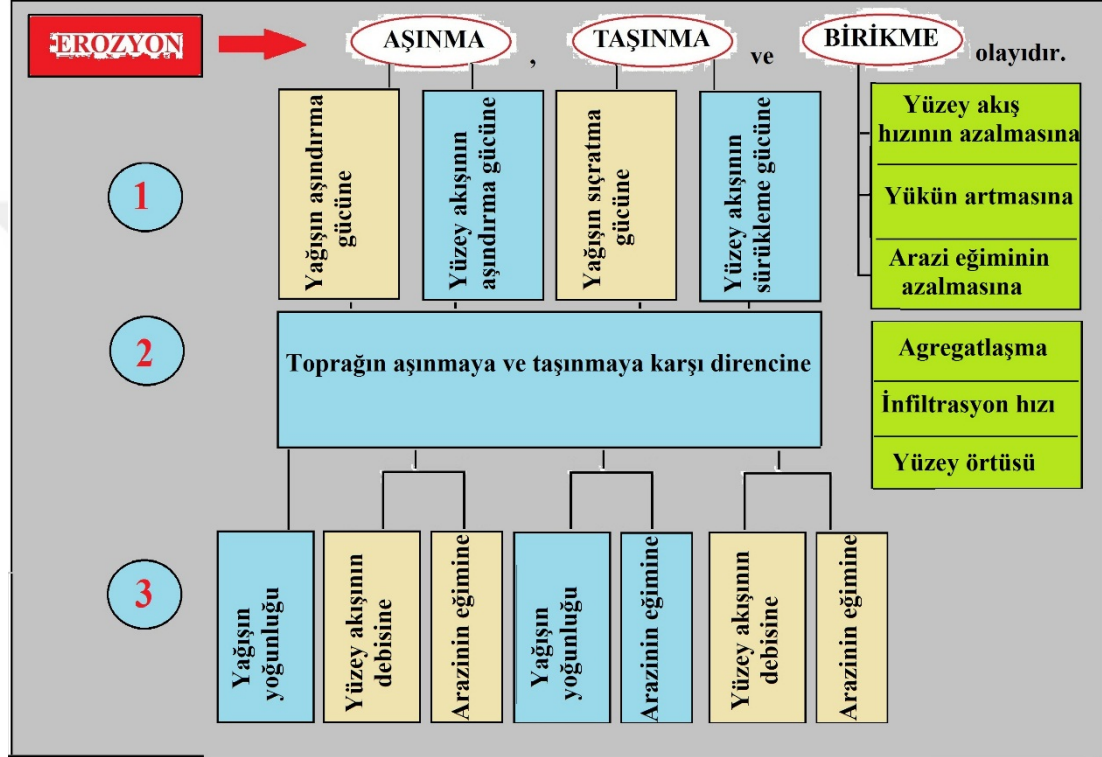 EROZYON
AŞINMA
,
TAŞINMA
ve
BİRİKME
olayıdır.
1
Yağışın aşındırma
gücüne
Yüzey akışının
aşındırma gücüne
Yağışın sıçratma
gücüne
Yüzey akışının
sürükleme gücüne
Yüzey akış
hızının azalmasına
Yükün artmasına
Arazi eğiminin
azalmasına
2
Toprağın aşınmaya ve taşınmaya karşı direncine
Agregatlaşma
İnfiltrasyon hızı
Yüzey örtüsü
3
Yağışın
yoğunluğu
Yüzey akışının
debisine
Arazinin eğimine
Yağışın
yoğunluğu
Arazinin eğimine
Yüzey akışının
debisine
Arazinin eğimine